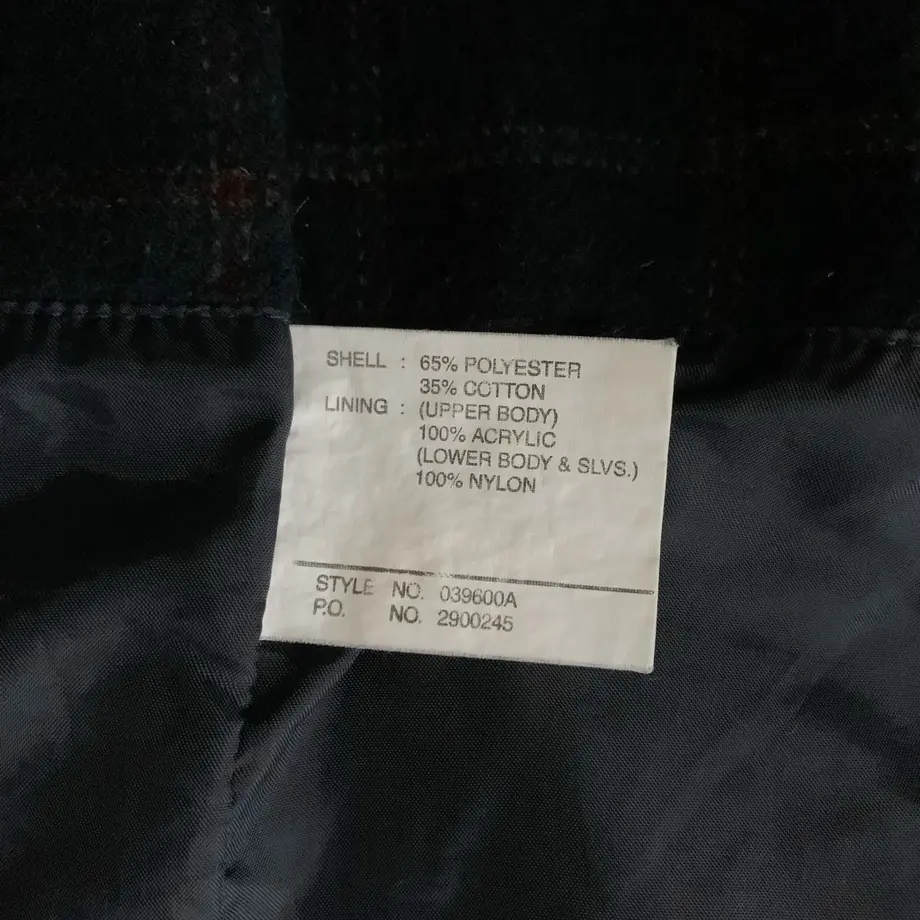 SHELL : 65% POLYESTER
35% COTTON
LINING : (UPPER BODY)
100% ACRYLIC
(LOWER BODY & SLVS.)
100% NYLON
STYLE NO. 039600A
P.O. NO. 2900245